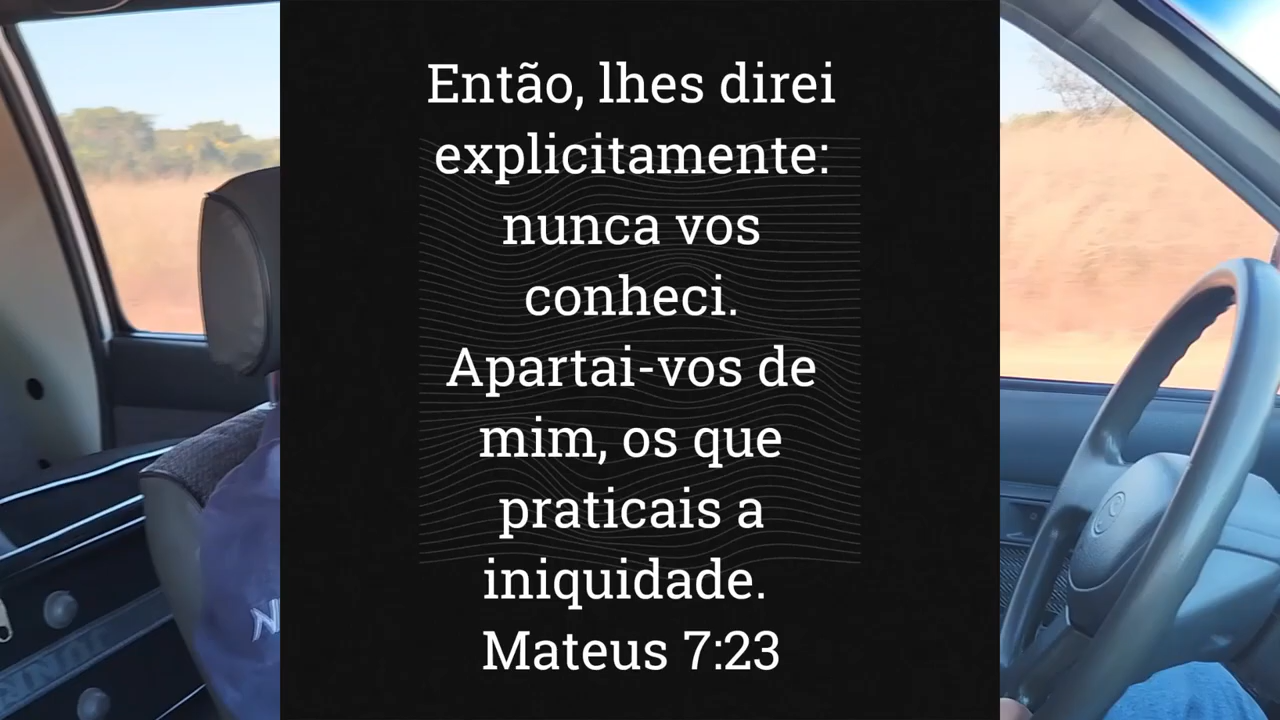 Então, lhes direi
explicitamente:
nunca vos
conheci.
Apartai-vos de
mim, os que
praticais a
iniquidade.
Mateus 7:23